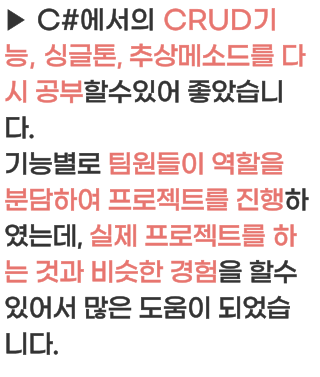 ▶ C#에서의 CRUD기
능, 싱글톤, 추상메소드를 다
시 공부할수있어 좋았습니
다.
기능별로 팀원들이 역할을
분담하여 프로젝트를 진행하
였는데, 실제 프로젝트를 하
는 것과 비슷한 경험을 할수
있어서 많은 도움이 되었습
니다.